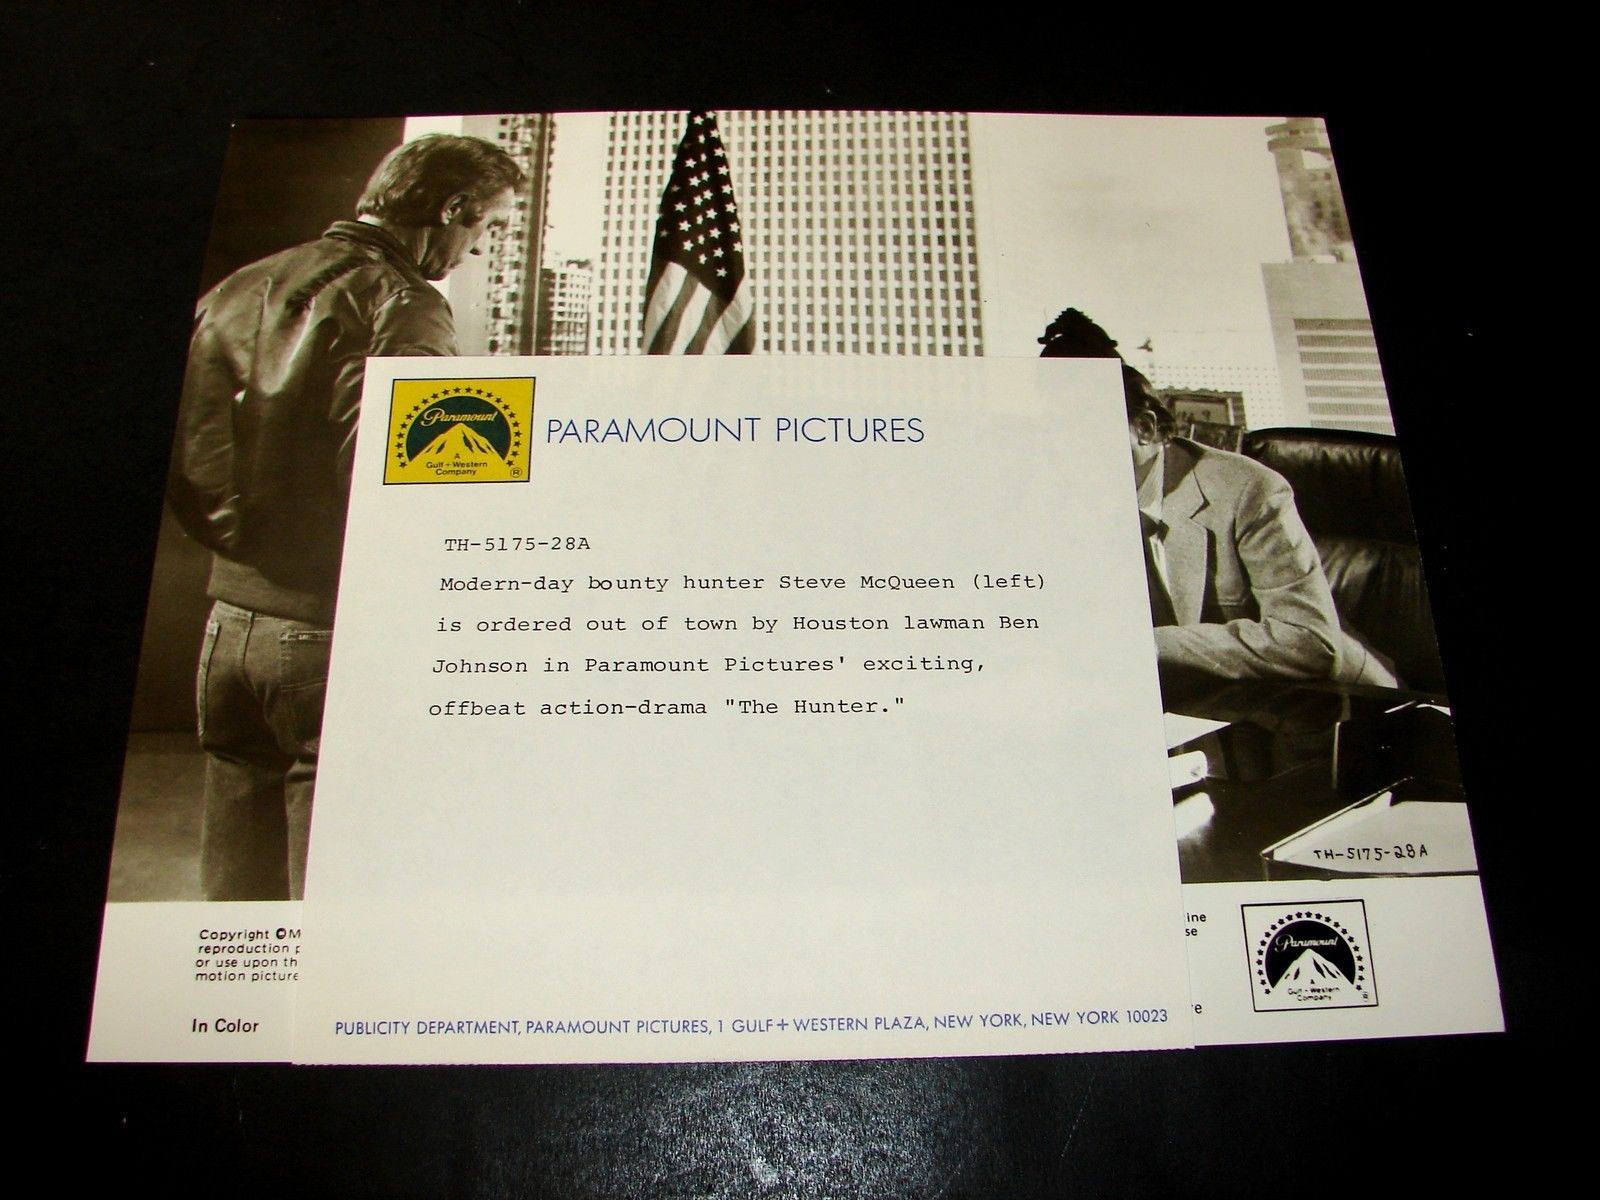 Paramount
A
Gulf + Western
Company
®
PARAMOUNT PICTURES
TH-5175-28A
Modern-day bounty hunter Steve McQueen (left)
is ordered out of town by Houston lawman Ben
Johnson in Paramount Pictures' exciting,
offbeat action-drama "The Hunter."
TH-5175-28A
Copyright ©
reproduction
or use upon
motion picture
In Color
Paramount
A
Gulf + Western
Company
®
PUBLICITY DEPARTMENT, PARAMOUNT PICTURES, 1 GULF+WESTERN PLAZA, NEW YORK, NEW YORK 10023